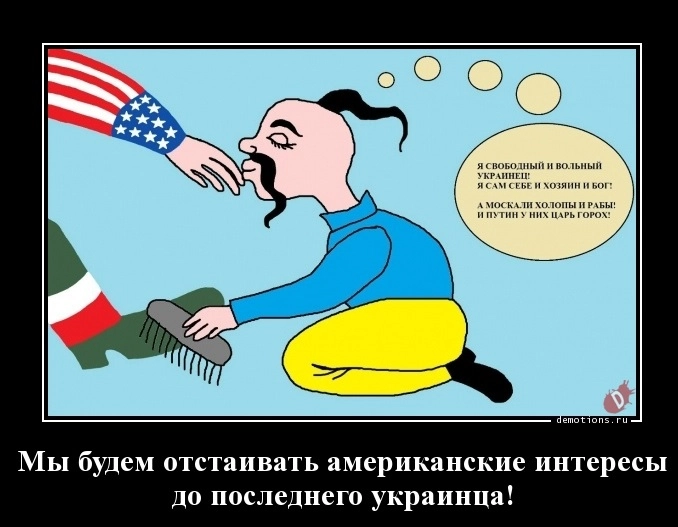 Я СВОБОДНЫЙ И ВОЛЬНЫЙ
УКРАИНЕЦ!
Я САМ СЕБЕ И ХОЗЯИН И БОГ!
А МОСКАЛИ ХОЛОПЫ И РАБЫ!
И ПУТИН У НИХ ЦАРЬ ГОРОХ!
D
demotions.ru
Мы будем отстаивать американские интересы
до последнего украинца!